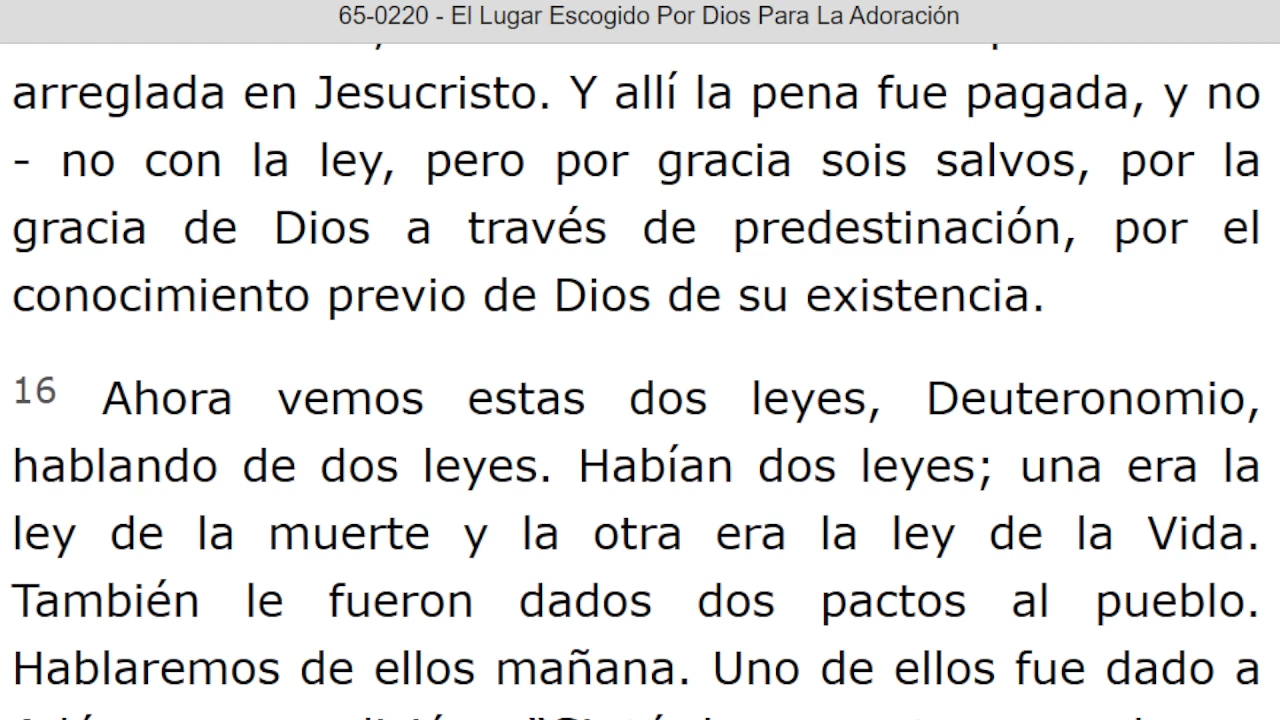 65-0220 - El Lugar Escogido Por Dios Para La Adoración
arreglada en Jesucristo. Y allí la pena fue pagada, y no
- no con la ley, pero por gracia sois salvos, por la
gracia de Dios a través de predestinación, por el
conocimiento previo de Dios de su existencia.
16 Ahora vemos estas dos leyes, Deuteronomio,
hablando de dos leyes. Habían dos leyes; una era la
ley de la muerte y la otra era la ley de la Vida.
También le fueron dados dos pactos al pueblo.
Hablaremos de ellos mañana. Uno de ellos fue dado a